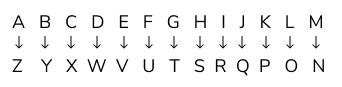 A B C D E F G H I J K L M
↓ ↓ ↓ ↓ ↓ ↓ ↓ ↓ ↓ ↓ ↓ ↓ ↓
Z Y X W V U T S R Q P O N